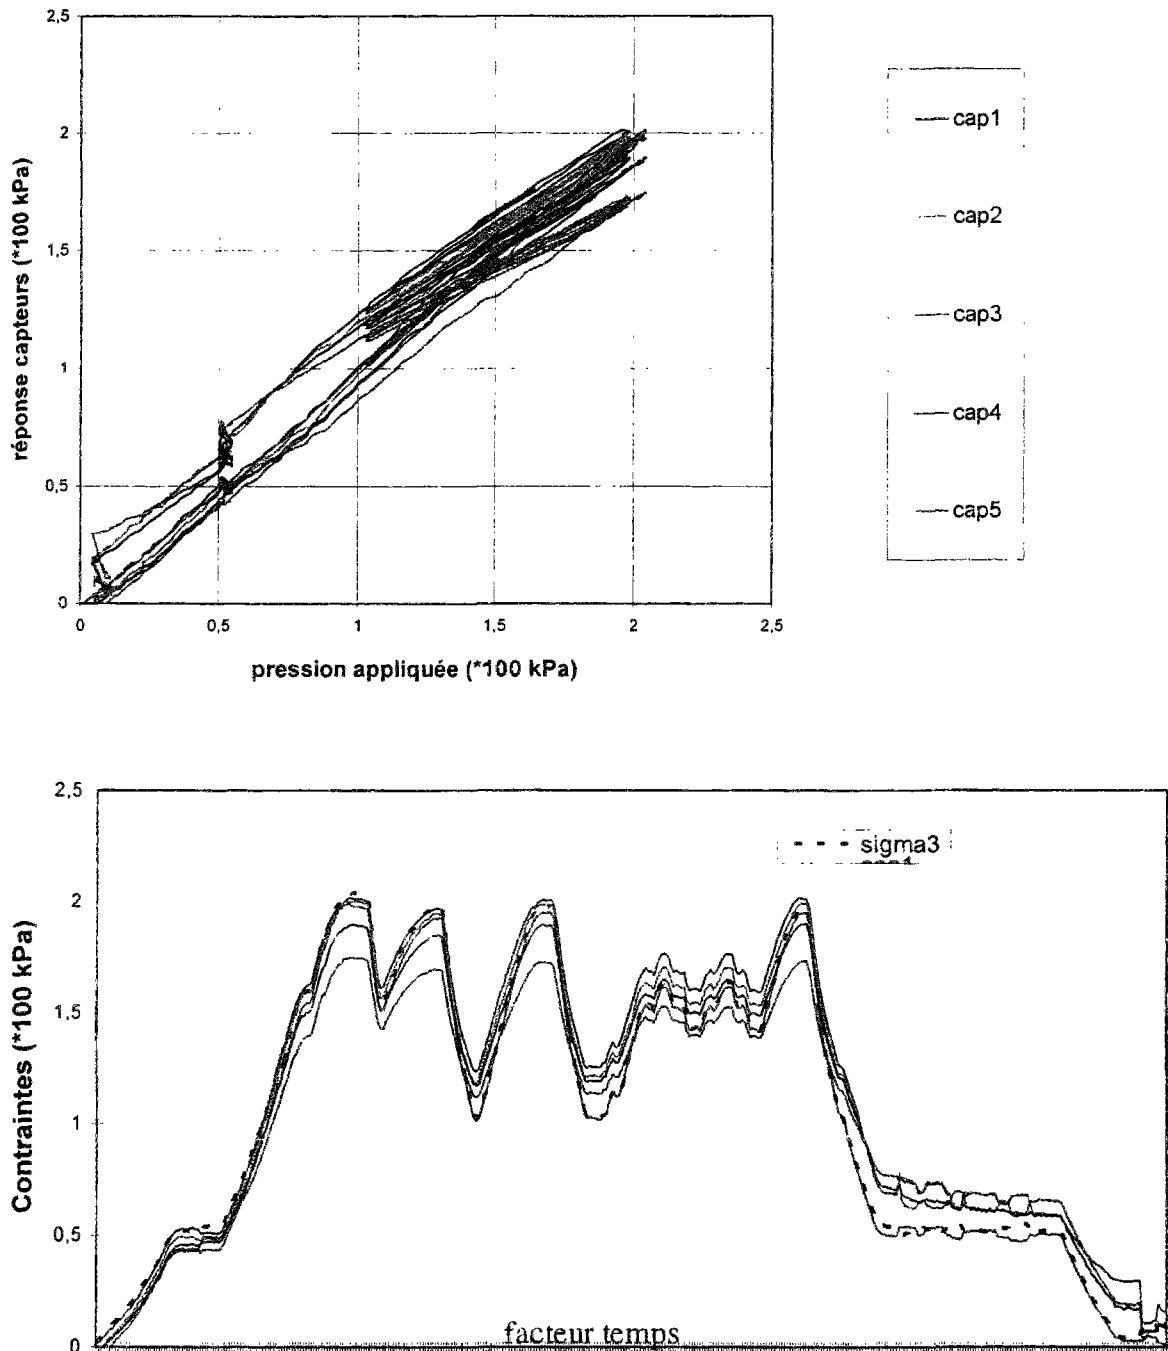 2,5
2
1,5
1
0,5
0
0
0,5
1
1,5
2
2,5
réponse capteurs (*100 kPa)
pression appliquée (*100 kPa)
cap1
cap2
cap3
cap4
cap5
2,5
2
1,5
1
0,5
0
Contraintes (*100 kPa)
sigma3
facteur temps